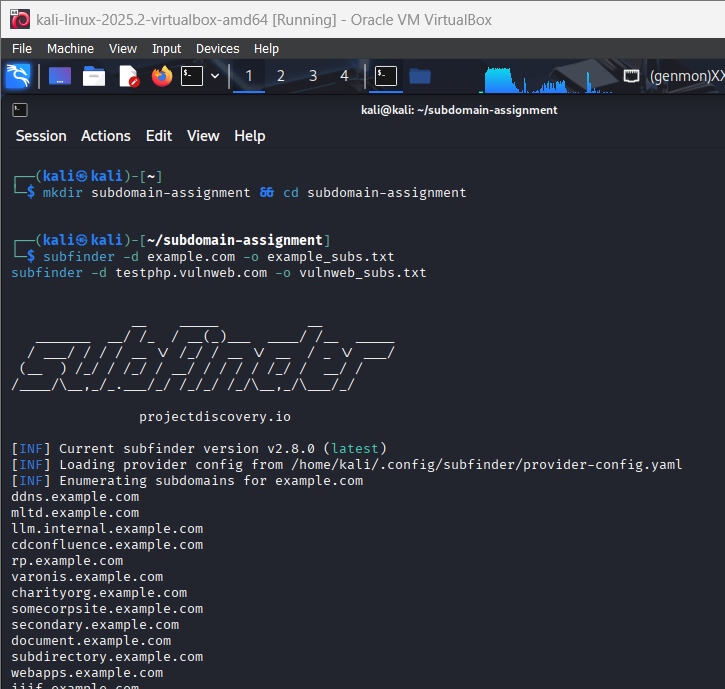 kali-linux-2025.2-virtualbox-amd64 [Running] - Oracle VM VirtualBox
File Machine View Input Devices Help
1 2 3 4 (genmon)XX
kali@kali: ~/subdomain-assignment
Session Actions Edit View Help
┌──(kali㉿kali)-[~]
└─$ mkdir subdomain-assignment && cd subdomain-assignment
┌──(kali㉿kali)-[~/subdomain-assignment]
└─$ subfinder -d example.com -o example_subs.txt
subfinder -d testphp.vulnweb.com -o vulnweb_subs.txt
subfinder
projectdiscovery.io
[INF] Current subfinder version v2.8.0 (latest)
[INF] Loading provider config from /home/kali/.config/subfinder/provider-config.yaml
[INF] Enumerating subdomains for example.com
ddns.example.com
mltd.example.com
llm.internal.example.com
cdconfluence.example.com
rp.example.com
varonis.example.com
charityorg.example.com
somecorpsite.example.com
secondary.example.com
document.example.com
subdirectory.example.com
webapps.example.com